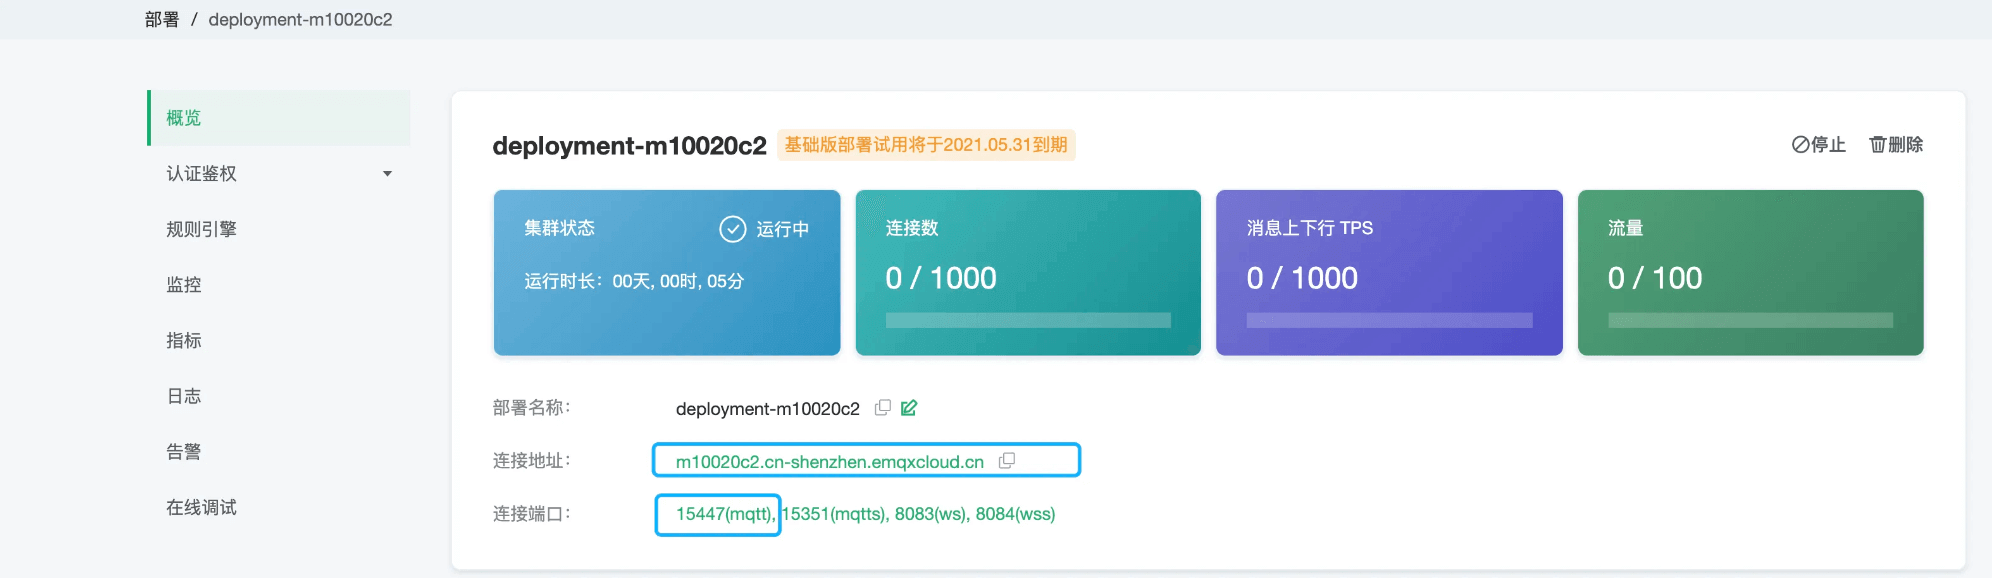 部署 / deployment-m10020c2
概览
认证鉴权
规则引擎
监控
指标
日志
告警
在线调试
deployment-m10020c2 基础版部署试用将于2021.05.31到期 停止 删除
集群状态 运行中
运行时长：00天, 00时, 05分
连接数
0 / 1000
消息上下行 TPS
0 / 1000
流量
0 / 100
部署名称： deployment-m10020c2
连接地址： m10020c2.cn-shenzhen.emqxcloud.cn
连接端口： 15447(mqtt), 15351(mqtts), 8083(ws), 8084(wss)